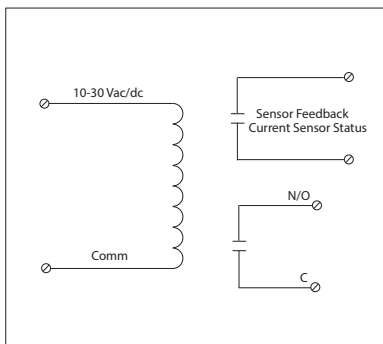 10-30 Vac/dc
Sensor Feedback
Current Sensor Status
N/O
Comm
C